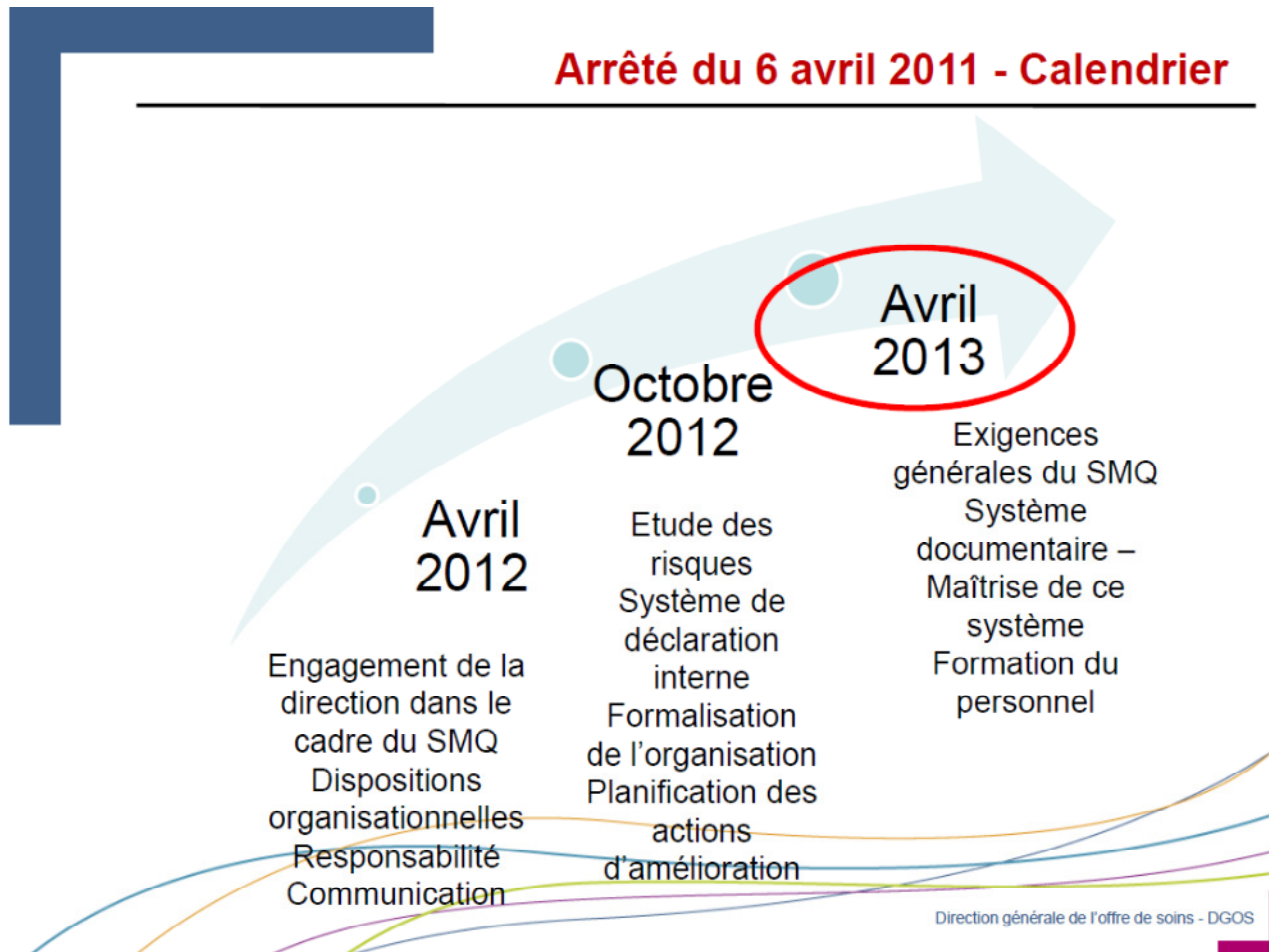 Arrêté du 6 avril 2011 - Calendrier
Avril
2012
Engagement de la
direction dans le
cadre du SMQ
Dispositions
organisationnelles
Responsabilité
Communication
Octobre
2012
Etude des
risques
Système de
déclaration
interne
Formalisation
de l'organisation
Planification des
actions
d'amélioration
Avril
2013
Exigences
générales du SMQ
Système
documentaire –
Maîtrise de ce
système
Formation du
personnel
Direction générale de l'offre de soins - DGOS